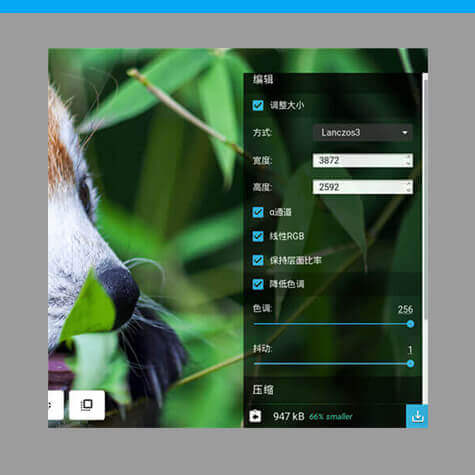 编辑
调整大小
方式: Lanczos3
宽度: 3872
高度: 2592
α通道
线性RGB
保持层面比率
降低色调
色调: 256
抖动: 1
压缩
947 kB 66% smaller